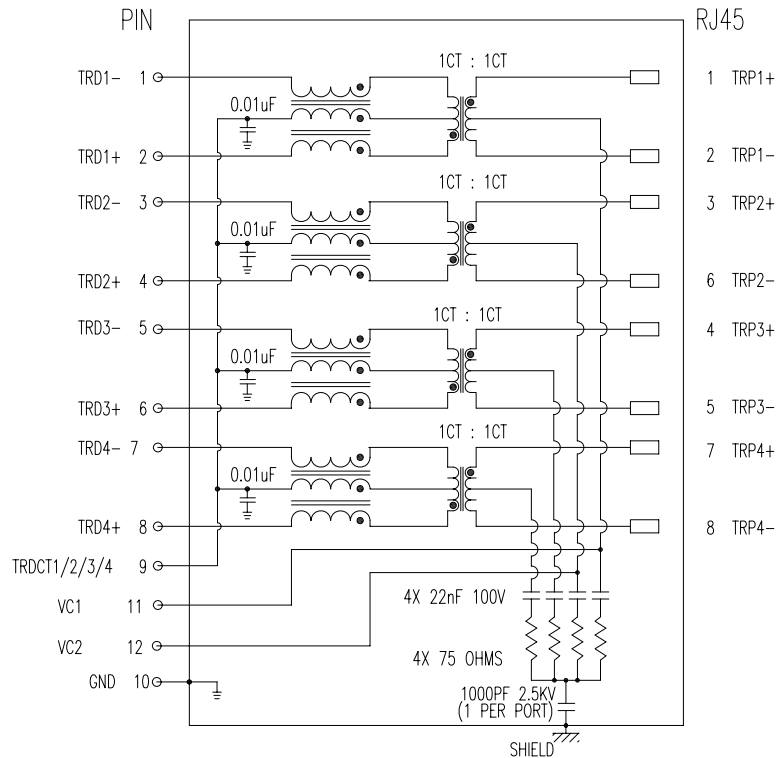 PIN RJ45
1CT : 1CT
TRD1- 1 1 TRP1+
0.01uF
TRD1+ 2 2 TRP1-
1CT : 1CT
TRD2- 3 3 TRP2+
0.01uF
TRD2+ 4 6 TRP2-
1CT : 1CT
TRD3- 5 4 TRP3+
0.01uF
TRD3+ 6 5 TRP3-
1CT : 1CT
TRD4- 7 7 TRP4+
0.01uF
TRD4+ 8 8 TRP4-
TRDCT1/2/3/4 9
4X 22nF 100V
VC1 11
VC2 12
4X 75 OHMS
GND 10
1000PF 2.5KV
(1 PER PORT)
SHIELD